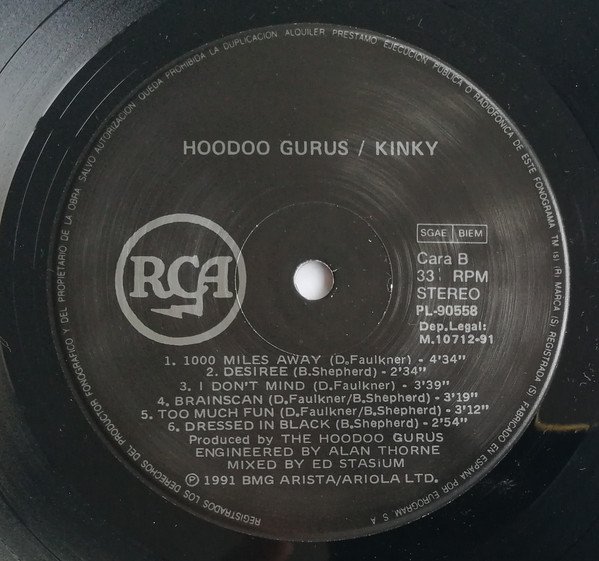 REGISTRADOS LOS DERECHOS DEL PRODUCTOR FONOGRAFICO Y DEL PROPIETARIO DE LA OBRA SALVO AUTORIZACION QUEDA PROHIBIDA LA DUPLICACION ALQUILER PRESTAMO EJECUCION PUBLICA O RADIOFONICA DE ESTE FONOGRAMA TM (S) (R) MARCA (S) REGISTRADA (S) FABRICADO EN ESPAÑA POR EUROGRAM S A
HOODOO GURUS / KINKY
SGAE BIEM
RCA
Cara B
33 RPM
STEREO
PL-90558
Dep.Legal:
M.10712-91
1. 1000 MILES AWAY (D.Faulkner) - 4'34"
2. DESIREE (B.Shepherd) - 2'34"
3. I DON'T MIND (D.Faulkner) - 3'39"
4. BRAINSCAN (D.Faulkner/B.Shepherd) - 3'19"
5. TOO MUCH FUN (D.Faulkner/B.Shepherd) - 3'12"
6. DRESSED IN BLACK (B.Shepherd) - 2'54"
Produced by THE HOODOO GURUS
ENGINEERED BY ALAN THORNE
MIXED BY ED STASIUM
Ⓟ 1991 BMG ARISTA/ARIOLA LTD.